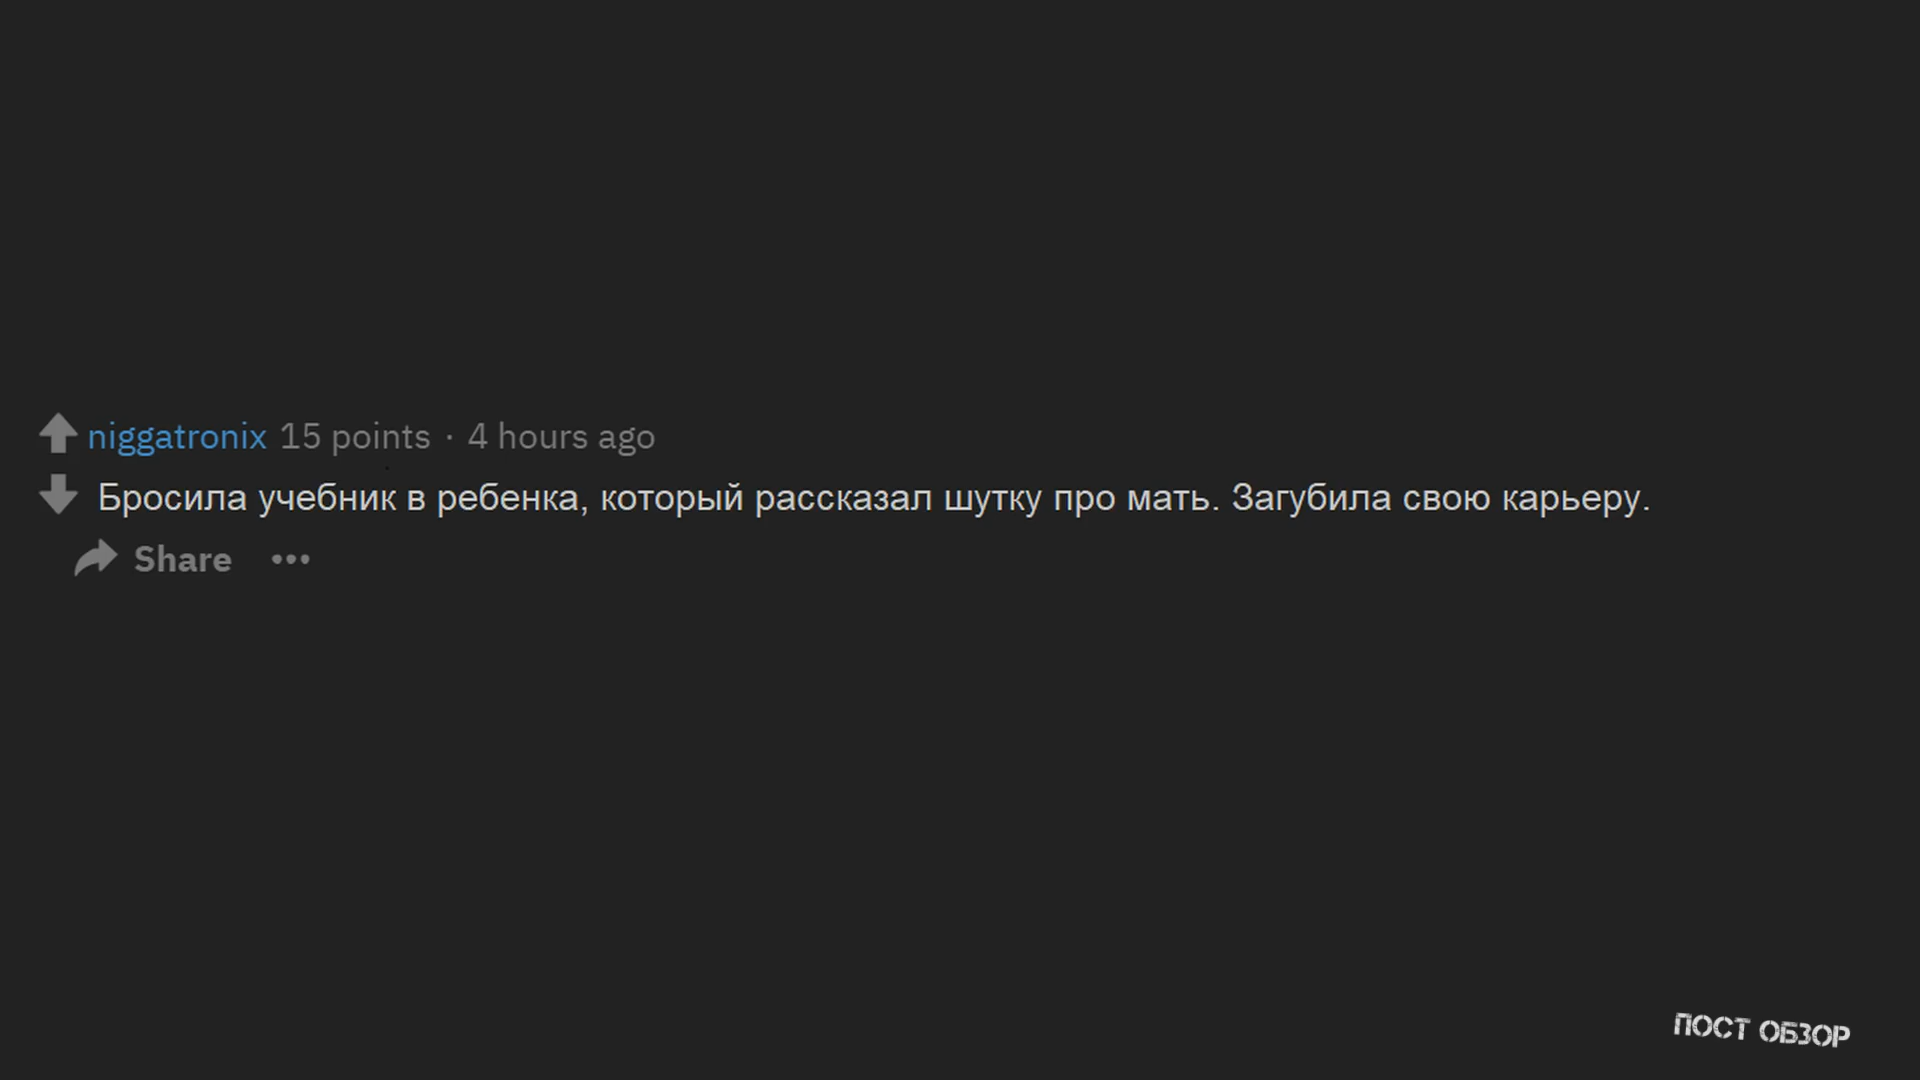 niggatronix 15 points · 4 hours ago
Бросила учебник в ребенка, который рассказал шутку про мать. Загубила свою карьеру.
Share •••
ПОСТ ОБЗОР